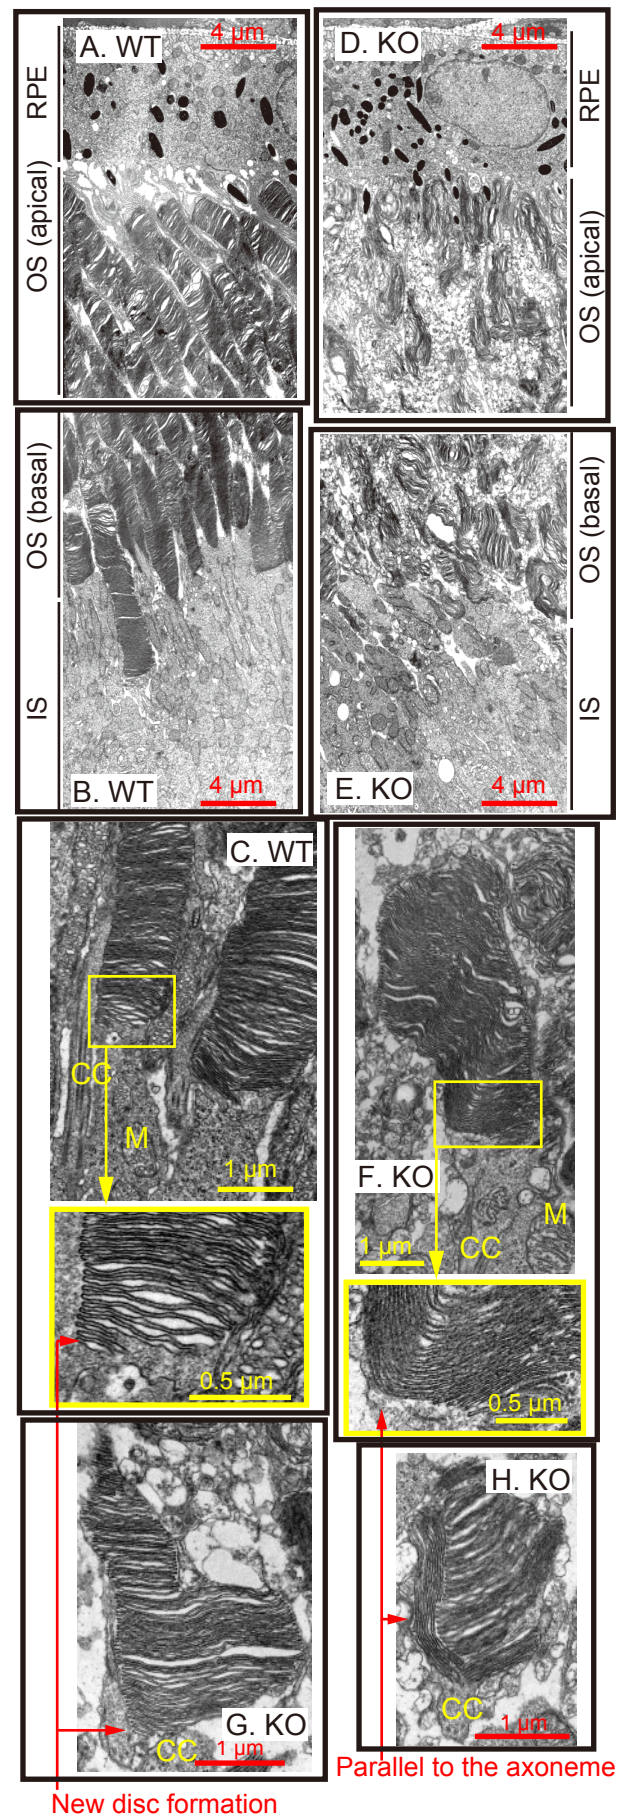 A. WT
4 µm
RPE
OS (apical)
D. KO
4 µm
RPE
OS (apical)
OS (basal)
IS
B. WT
4 µm
OS (basal)
IS
E. KO
4 µm
C. WT
CC
M
1 µm
0.5 µm
F. KO
M
1 µm
CC
0.5 µm
G. KO
CC
1 µm
H. KO
CC
1 µm
Parallel to the axoneme
New disc formation